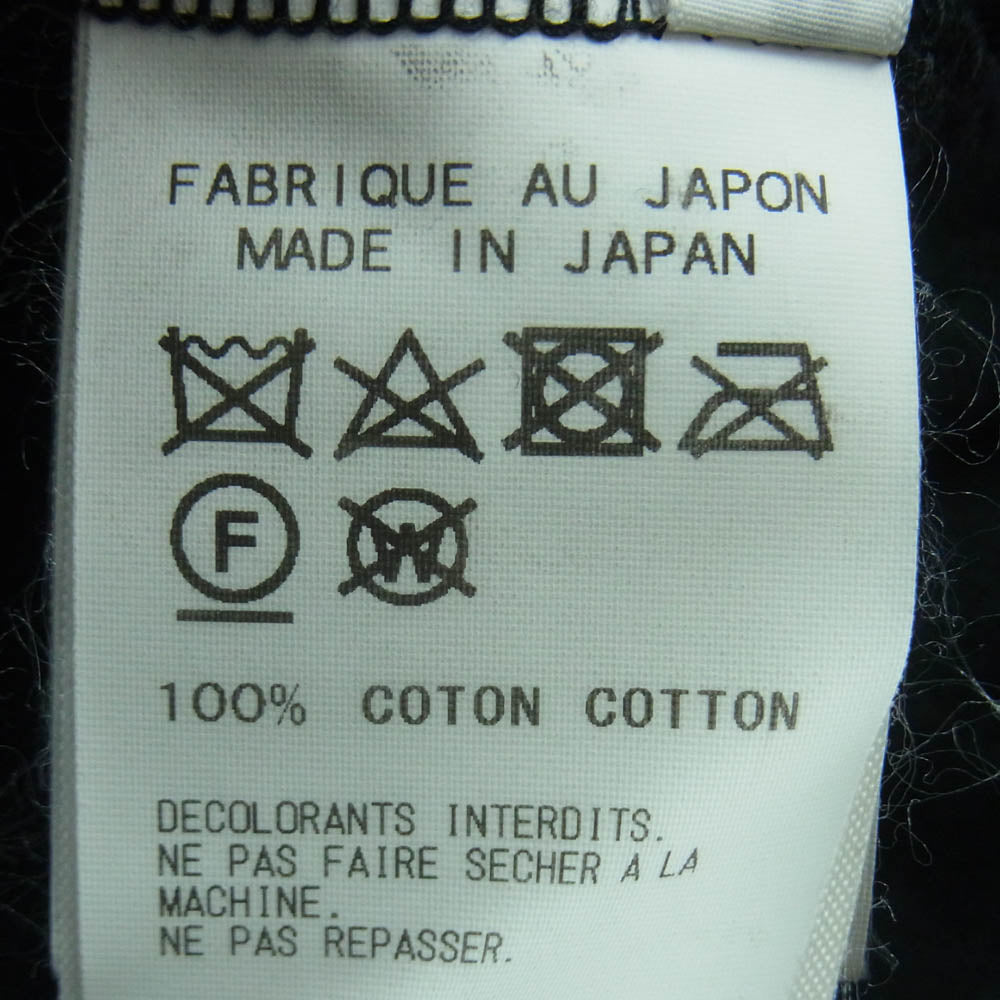 FABRIQUE AU JAPON
MADE IN JAPAN
F
W
100% COTON COTTON
DECOLORANTS INTERDITS.
NE PAS FAIRE SECHER A LA
MACHINE.
NE PAS REPASSER.